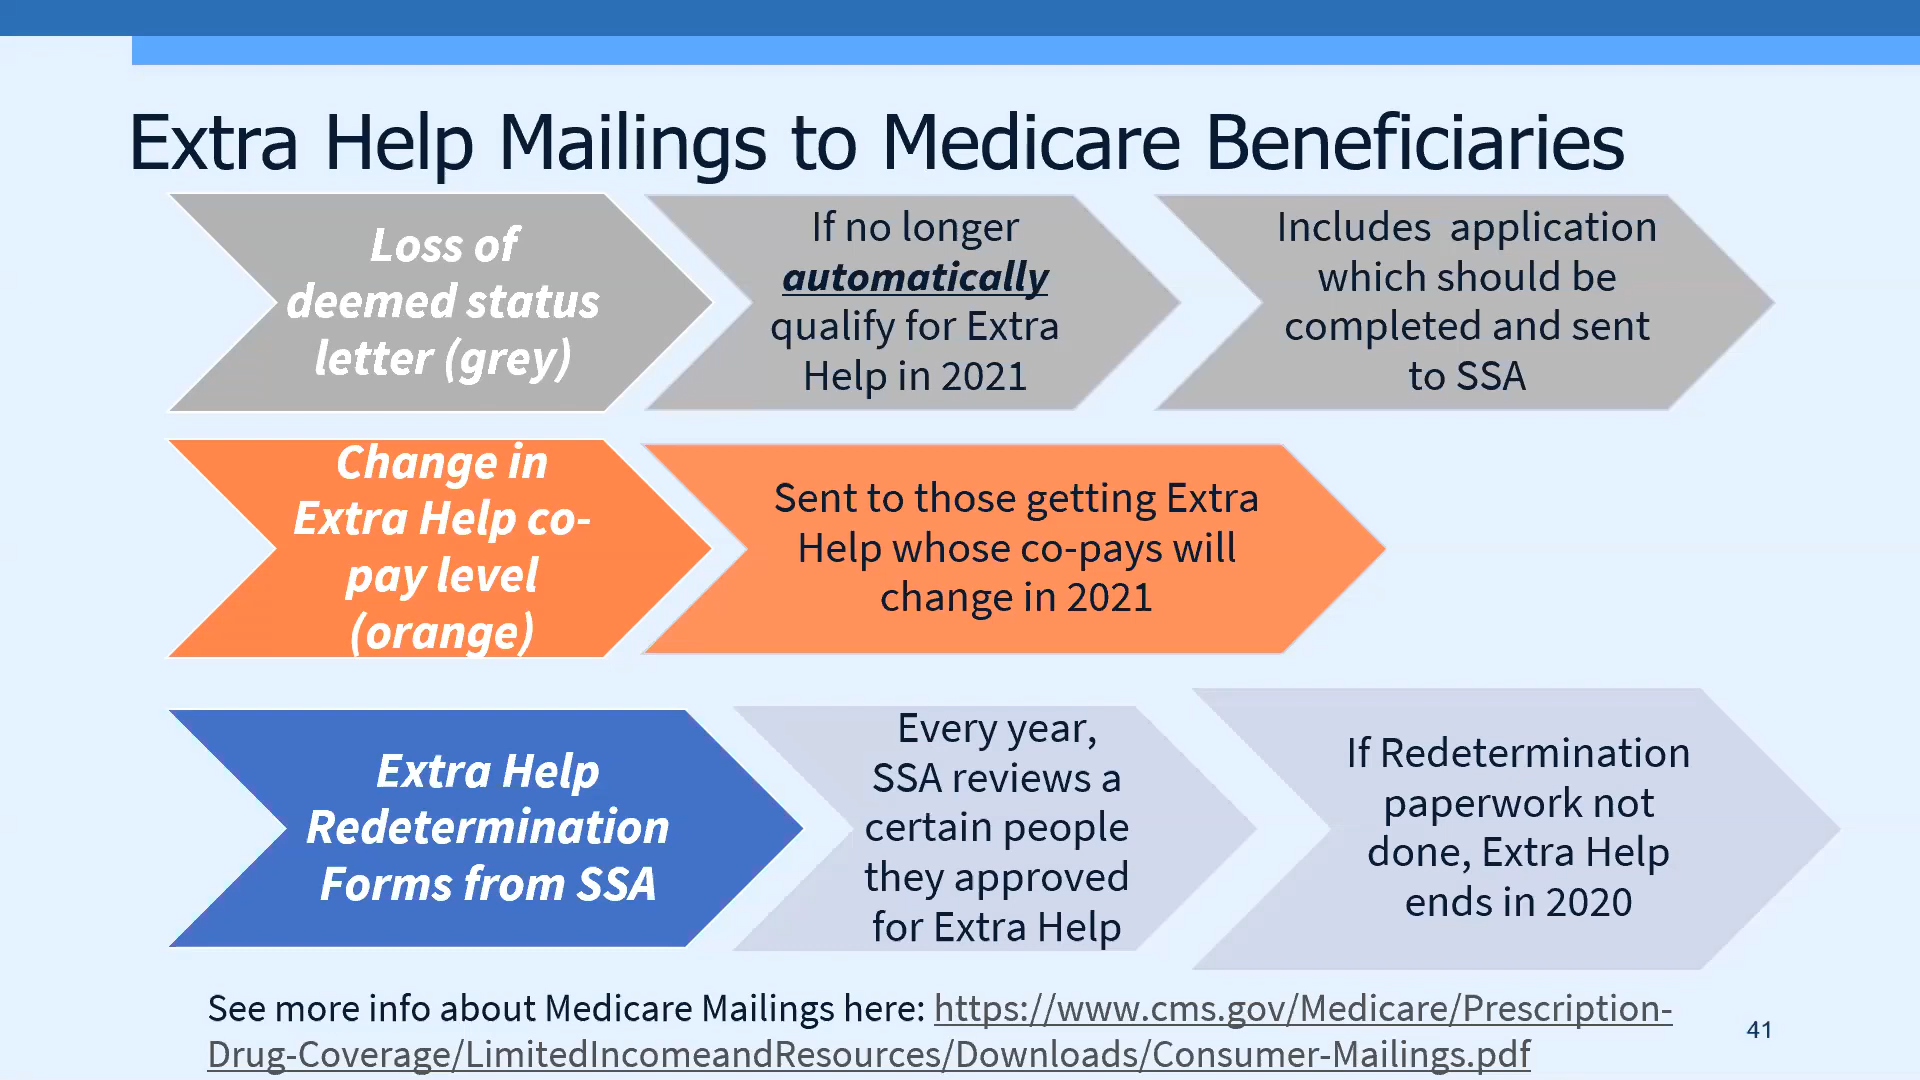 Extra Help Mailings to Medicare Beneficiaries
Loss of
deemed status
letter (grey)
If no longer
automatically
qualify for Extra
Help in 2021
Includes application
which should be
completed and sent
to SSA
Change in
Extra Help co-
pay level
(orange)
Sent to those getting Extra
Help whose co-pays will
change in 2021
Extra Help
Redetermination
Forms from SSA
Every year,
SSA reviews a
certain people
they approved
for Extra Help
If Redetermination
paperwork not
done, Extra Help
ends in 2020
See more info about Medicare Mailings here: https://www.cms.gov/Medicare/Prescription-
Drug-Coverage/LimitedIncomeandResources/Downloads/Consumer-Mailings.pdf
41